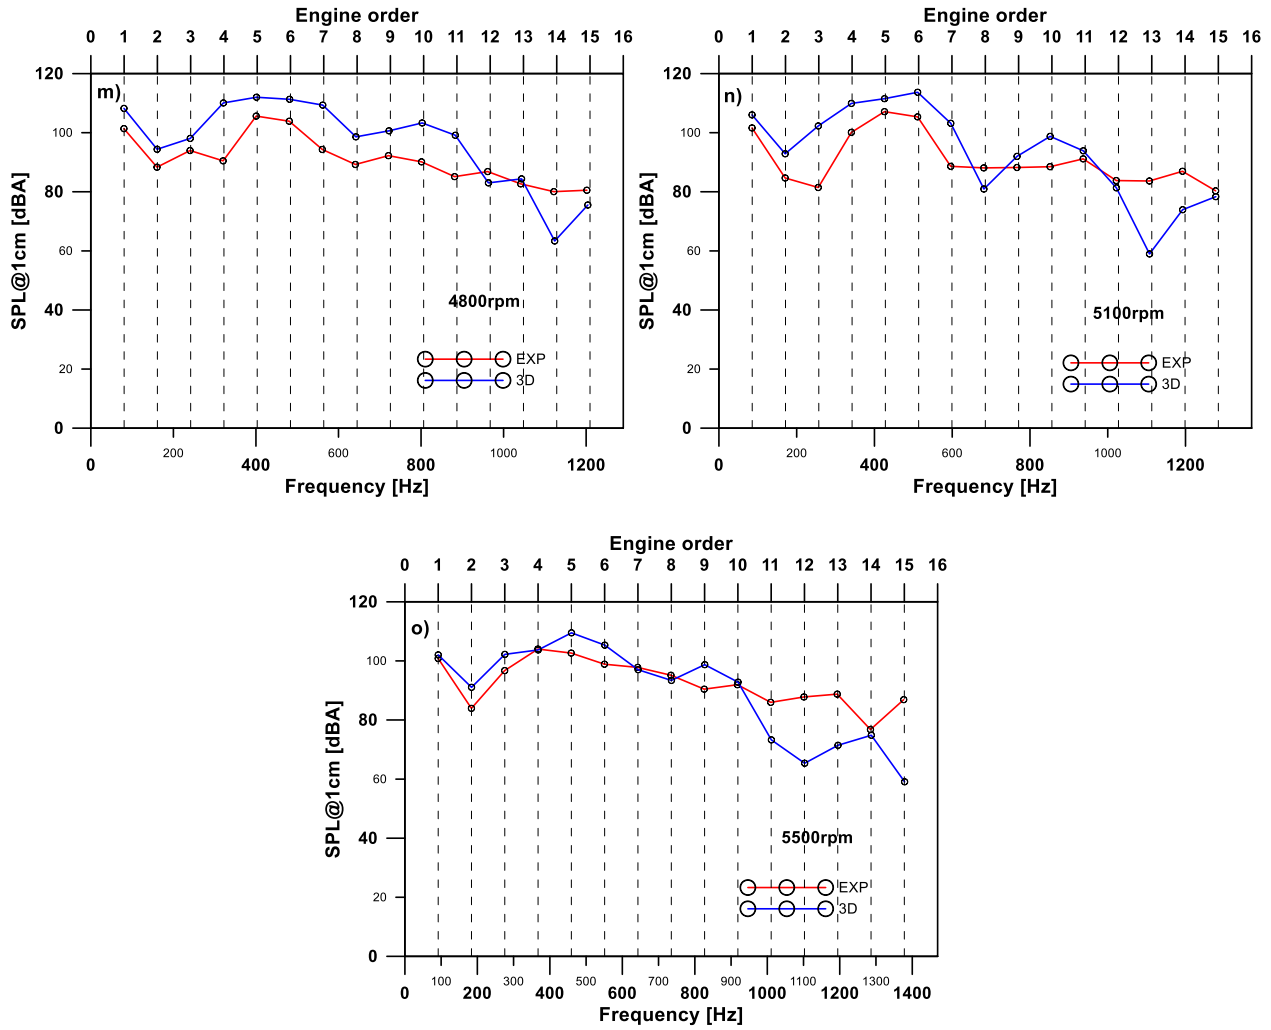 Engine order
0 1 2 3 4 5 6 7 8 9 10 11 12 13 14 15 16
m)
120
100
80
60
40
20
0
SPL@1cm [dBA]
4800rpm
EXP
3D
0 200 400 600 800 1000 1200
Frequency [Hz]
Engine order
0 1 2 3 4 5 6 7 8 9 10 11 12 13 14 15 16
n)
120
100
80
60
40
20
0
SPL@1cm [dBA]
5100rpm
EXP
3D
0 200 400 600 800 1000 1200
Frequency [Hz]
Engine order
0 1 2 3 4 5 6 7 8 9 10 11 12 13 14 15 16
o)
120
100
80
60
40
20
0
SPL@1cm [dBA]
5500rpm
EXP
3D
0 100 200 300 400 500 600 700 800 900 1000 1100 1200 1300 1400
Frequency [Hz]